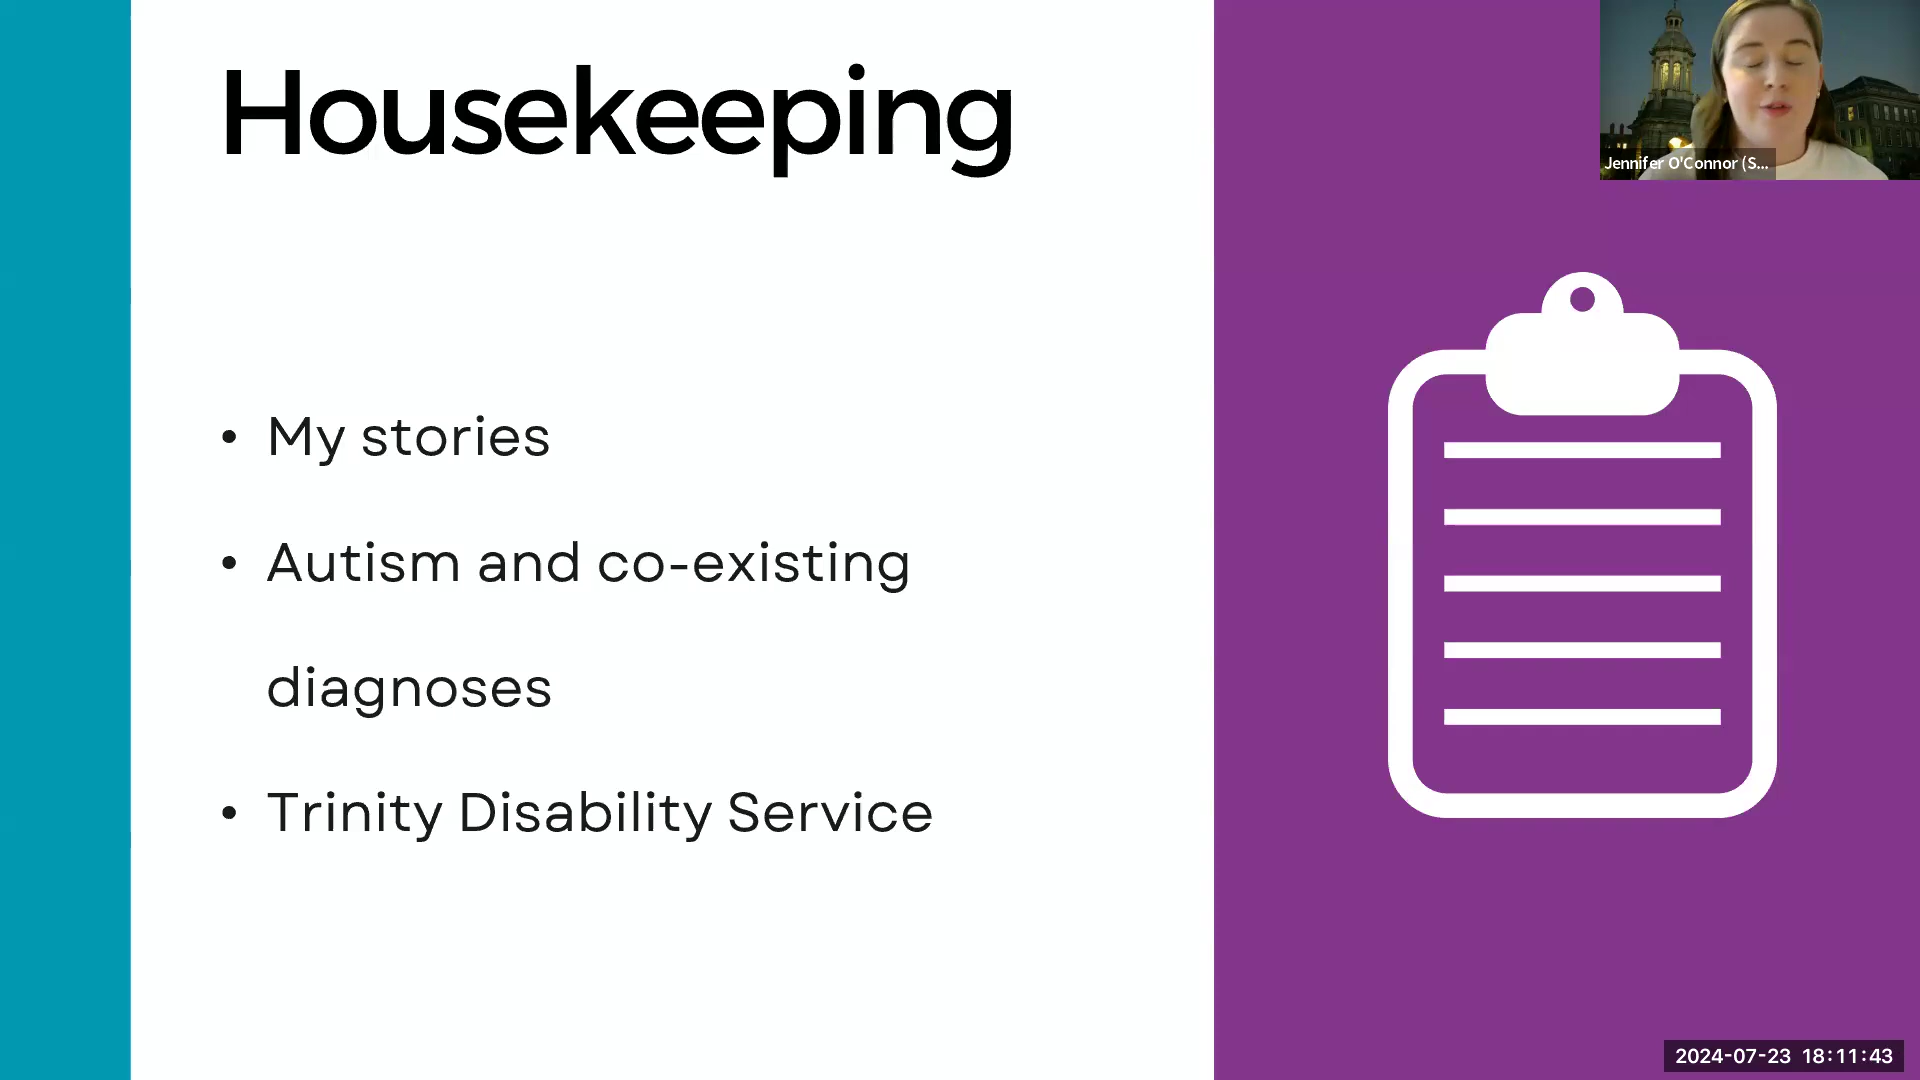 Housekeeping
Jennifer O'Connor (S...
• My stories
• Autism and co-existing
diagnoses
• Trinity Disability Service
2024-07-23 18:11:43